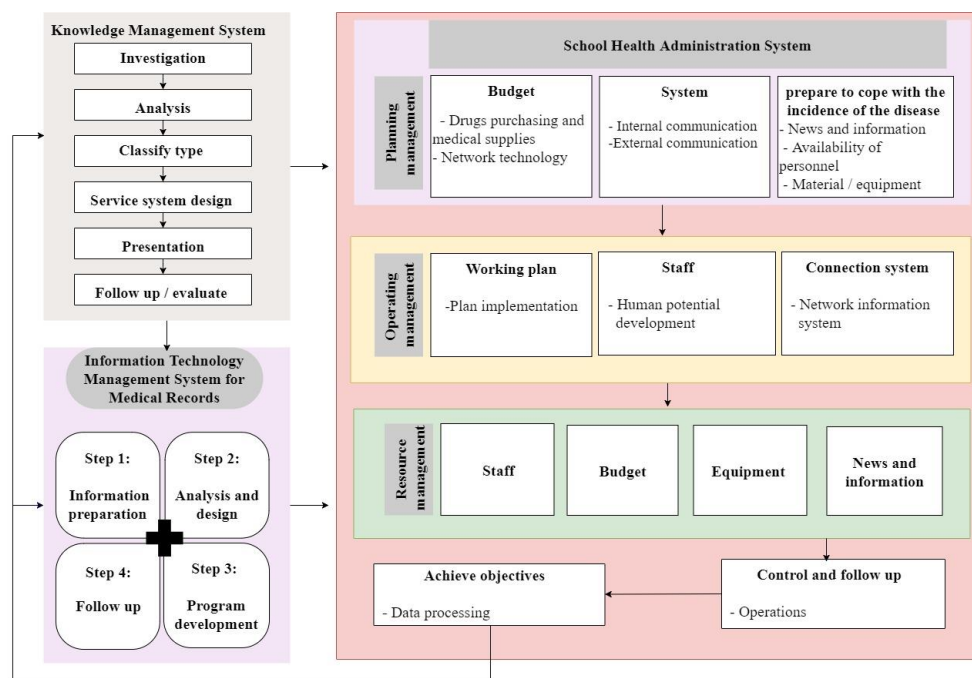 Knowledge Management System
Investigation
Analysis
Classify type
Service system design
Presentation
Follow up / evaluate
Information Technology
Management System for
Medical Records
Step 1:
Information
preparation
Step 2:
Analysis and
design
Step 4:
Follow up
Step 3:
Program
development
School Health Administration System
Planning
management
Budget
- Drugs purchasing and
medical supplies
- Network technology
System
- Internal communication
-External communication
prepare to cope with the
incidence of the disease
- News and information
- Availability of
personnel
- Material / equipment
Operating
management
Working plan
-Plan implementation
Staff
- Human potential
development
Connection system
- Network information
system
Resource
management
Staff
Budget
Equipment
News and
information
Achieve objectives
- Data processing
Control and follow up
- Operations